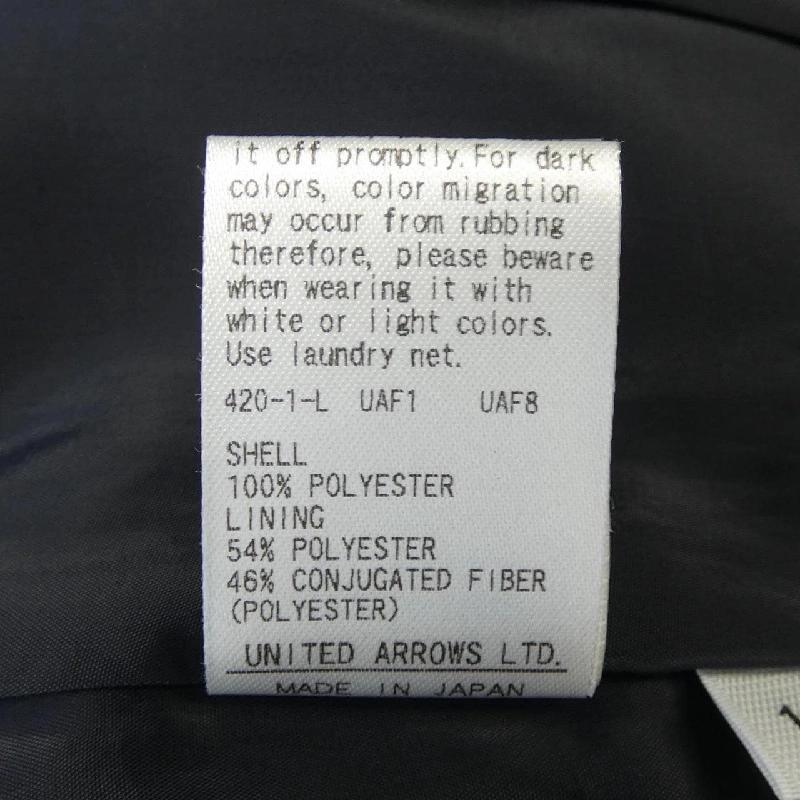 it off promptly. For dark
colors, color migration
may occur from rubbing
therefore, please beware
when wearing it with
white or light colors.
Use laundry net.
420-1-L UAF1 UAF8
SHELL
100% POLYESTER
LINING
54% POLYESTER
46% CONJUGATED FIBER
(POLYESTER)
UNITED ARROWS LTD.
MADE IN JAPAN